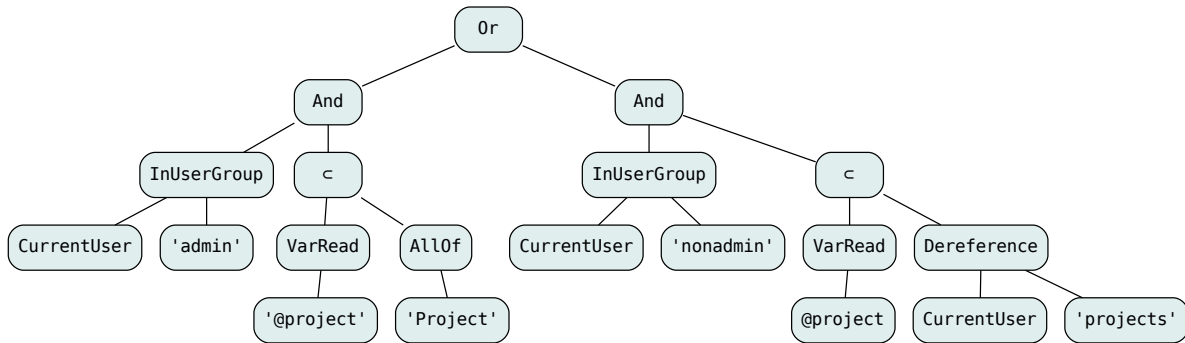 Or
And
And
InUserGroup
⊂
InUserGroup
⊂
CurrentUser
'admin'
VarRead
AllOf
CurrentUser
'nonadmin'
VarRead
Dereference
'@project'
'Project'
@project
CurrentUser
'projects'